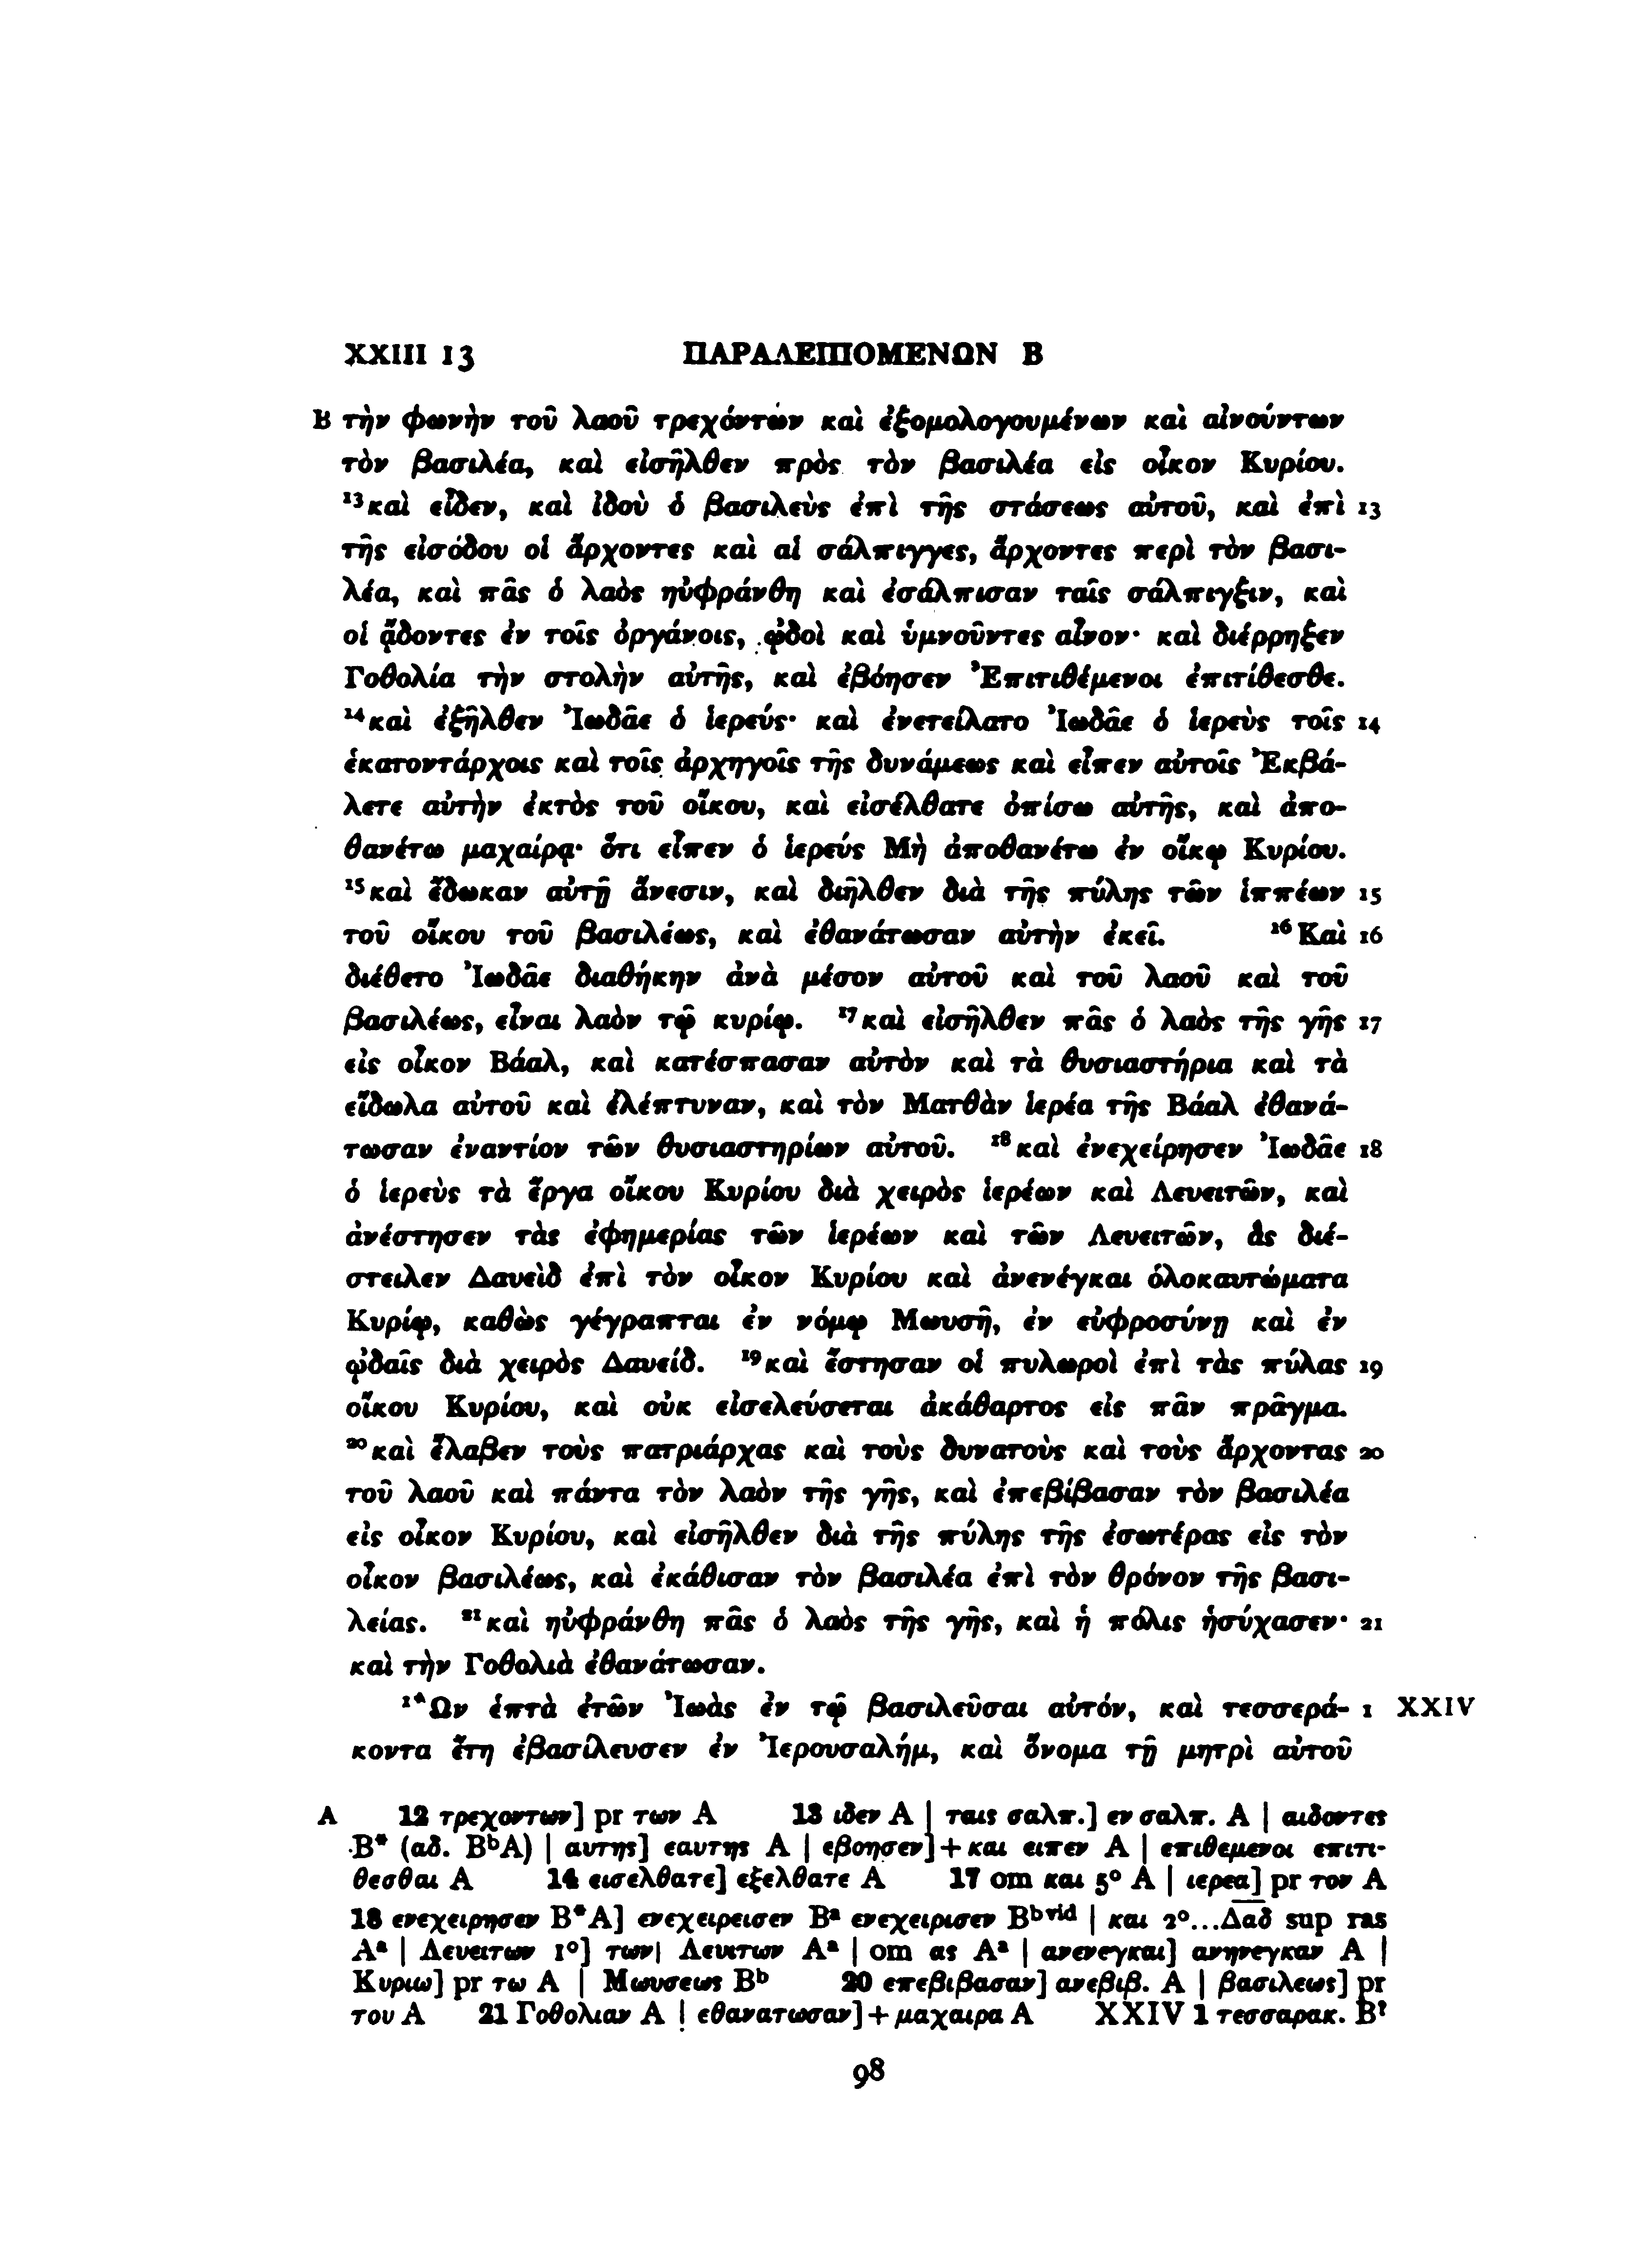 XXIII 13 ΠΑΡΑΛΕΙΠΟΜΕΝΩΝ Β
B τὴν φωνὴν τοῦ λαοῦ τρεχόντων καὶ ἐξομολογουμένων καὶ αἰνούντων
τὸν βασιλέα, καὶ εἰσῆλθεν πρὸς τὸν βασιλέα εἰς οἶκον Κυρίου.
¹³καὶ εἶδεν, καὶ ἰδοὺ ὁ βασιλεὺς ἐπὶ τῆς στάσεως αὐτοῦ, καὶ ἐπὶ 13
τῆς εἰσόδου οἱ ἄρχοντες καὶ αἱ σάλπιγγες, ἄρχοντες περὶ τὸν βασι-
λέα, καὶ πᾶς ὁ λαὸς ηὐφράνθη καὶ ἐσάλπισαν ταῖς σάλπιγξιν, καὶ
οἱ ᾄδοντες ἐν τοῖς ὀργάνοις, ᾠδοὶ καὶ ὑμνοῦντες αἶνον· καὶ διέρρηξεν
Γοθολία τὴν στολὴν αὐτῆς, καὶ ἐβόησεν Ἐπιτιθέμενοι ἐπιτίθεσθε.
¹⁴καὶ ἐξῆλθεν Ἰωδᾶε ὁ ἱερεύς· καὶ ἐνετείλατο Ἰωδᾶε ὁ ἱερεὺς τοῖς 14
ἑκατοντάρχοις καὶ τοῖς ἀρχηγοῖς τῆς δυνάμεως καὶ εἶπεν αὐτοῖς Ἐκβά-
λετε αὐτὴν ἐκτὸς τοῦ οἴκου, καὶ εἰσέλθατε ὀπίσω αὐτῆς, καὶ ἀπο-
θανέτω μαχαίρᾳ· ὅτι εἶπεν ὁ ἱερεύς Μὴ ἀποθανέτω ἐν οἴκῳ Κυρίου.
¹⁵καὶ ἔδωκαν αὐτῇ ἄνεσιν, καὶ διῆλθεν διὰ τῆς πύλης τῶν ἱππέων 15
τοῦ οἴκου τοῦ βασιλέως, καὶ ἐθανάτωσαν αὐτὴν ἐκεῖ. ¹⁶Καὶ 16
διέθετο Ἰωδᾶε διαθήκην ἀνὰ μέσον αὐτοῦ καὶ τοῦ λαοῦ καὶ τοῦ
βασιλέως, εἶναι λαὸν τῷ κυρίῳ. ¹⁷καὶ εἰσῆλθεν πᾶς ὁ λαὸς τῆς γῆς 17
εἰς οἶκον Βάαλ, καὶ κατέσπασαν αὐτὸν καὶ τὰ θυσιαστήρια καὶ τὰ
εἴδωλα αὐτοῦ καὶ ἐλέπτυναν, καὶ τὸν Ματθὰν ἱερέα τῆς Βάαλ ἐθανά-
τωσαν ἐναντίον τῶν θυσιαστηρίων αὐτοῦ. ¹⁸καὶ ἐνεχείρησεν Ἰωδᾶε 18
ὁ ἱερεὺς τὰ ἔργα οἴκου Κυρίου διὰ χειρὸς ἱερέων καὶ Λευειτῶν, καὶ
ἀνέστησεν τὰς ἐφημερίας τῶν ἱερέων καὶ τῶν Λευειτῶν, ἃς διέ-
στειλεν Δαυεὶδ ἐπὶ τὸν οἶκον Κυρίου καὶ ἀνενέγκαι ὁλοκαυτώματα
Κυρίῳ, καθὼς γέγραπται ἐν νόμῳ Μωυσῆ, ἐν εὐφροσύνῃ καὶ ἐν
ᾠδαῖς διὰ χειρὸς Δαυείδ. ¹⁹καὶ ἔστησαν οἱ πυλωροὶ ἐπὶ τὰς πύλας 19
οἴκου Κυρίου, καὶ οὐκ εἰσελεύσεται ἀκάθαρτος εἰς πᾶν πρᾶγμα.
²⁰καὶ ἔλαβεν τοὺς πατριάρχας καὶ τοὺς δυνατοὺς καὶ τοὺς ἄρχοντας 20
τοῦ λαοῦ καὶ πάντα τὸν λαὸν τῆς γῆς, καὶ ἐπεβίβασαν τὸν βασιλέα
εἰς οἶκον Κυρίου, καὶ εἰσῆλθεν διὰ τῆς πύλης τῆς ἐσωτέρας εἰς τὸν
οἶκον βασιλέως, καὶ ἐκάθισαν τὸν βασιλέα ἐπὶ τὸν θρόνον τῆς βασι-
λείας. ²¹καὶ ηὐφράνθη πᾶς ὁ λαὸς τῆς γῆς, καὶ ἡ πόλις ἡσύχασεν· 21
καὶ τὴν Γοθολιὰ ἐθανάτωσαν.
¹Ὢν ἑπτὰ ἐτῶν Ἰωὰς ἐν τῷ βασιλεῦσαι αὐτόν, καὶ τεσσερά- 1 XXIV
κοντα ἔτη ἐβασίλευσεν ἐν Ἰερουσαλήμ, καὶ ὄνομα τῇ μητρὶ αὐτοῦ
A 12 τρεχοντων] pr των A 13 ιδεν A | ταις σαλπ.] εν σαλπ. A | αιδοντες
B* (αδ. BᵇA) | αυτης] εαυτης A | εβοησεν]+και ειπεν A | επιθεμενοι επιτι-
θεσθαι A 14 εισελθατε] εξελθατε A 17 om και 5° A | ιερεα] pr τον A
18 ενεχειρησεν B*A] ενεχειρεισεν Bᵃ ενεχειρισεν Bᵇᵛⁱᵈ | και 2°...Δαδ sup ras
Aᵃ | Λευειτων 1°] των| Λευιτων Aᵃ | om ας Aᵃ | ανενεγκαι] ανηνεγκαν A |
Κυριω] pr τω A | Μωυσεως Bᵇ 20 επεβιβασαν] ανεβιβ. A | βασιλεως] pr
του A 21 Γοθολιαν A | εθανατωσαν]+μαχαιρα A XXIV 1 τεσσαρακ. B?
98